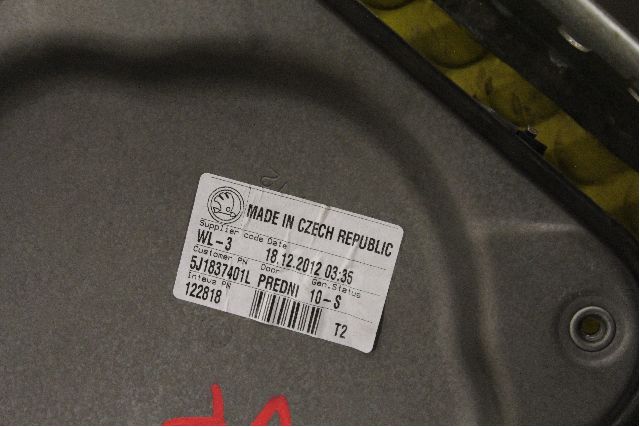 MADE IN CZECH REPUBLIC
Supplier code Date
WL-3 18.12.2012 03:35
Customer PN Door Gen.Status
5J1837401L PREDNI 10-S
Inteva PN
122818 T2